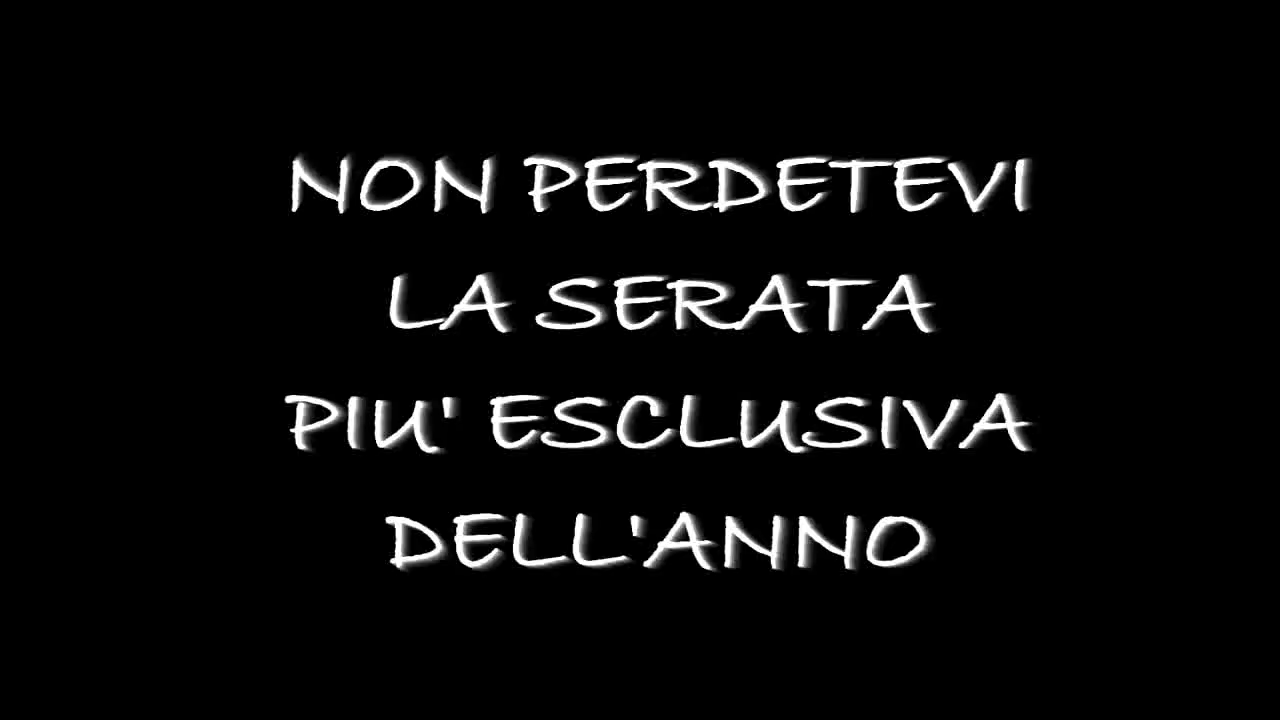 NON PERDETEVI
LA SERATA
PIU' ESCLUSIVA
DELL'ANNO